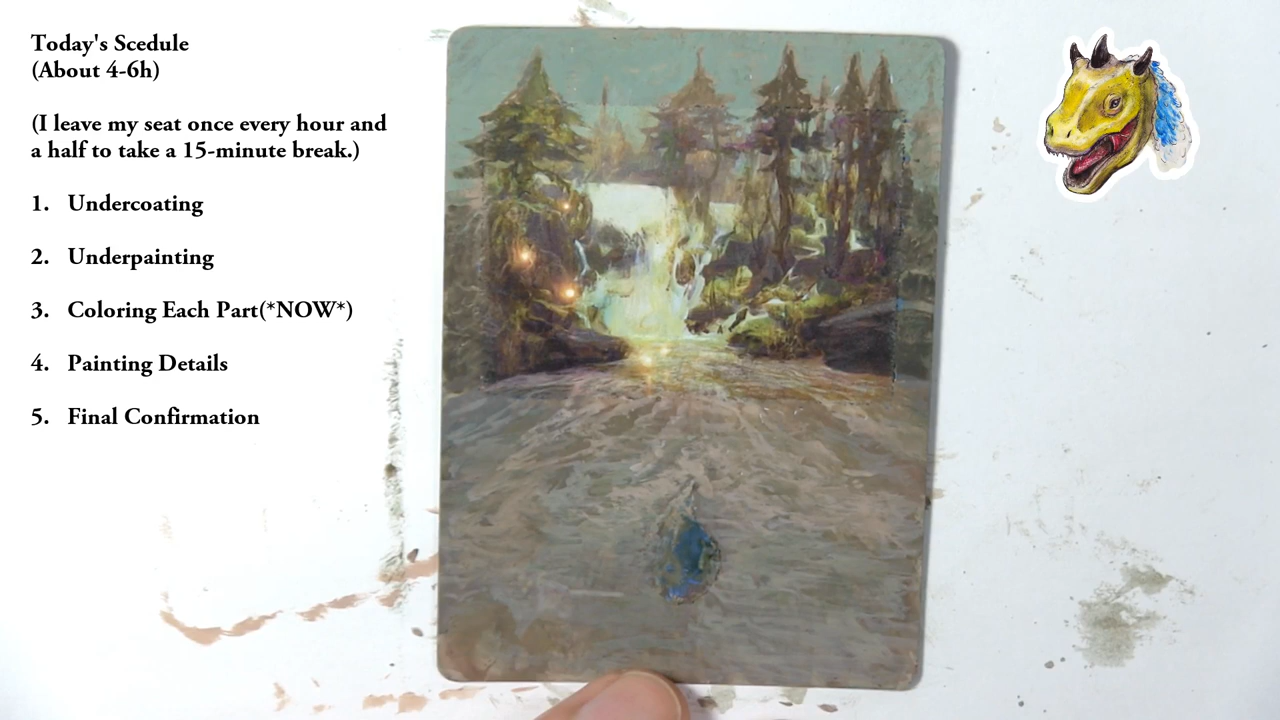 Today's Scedule
(About 4-6h)
(I leave my seat once every hour and
a half to take a 15-minute break.)
1. Undercoating
2. Underpainting
3. Coloring Each Part(*NOW*)
4. Painting Details
5. Final Confirmation